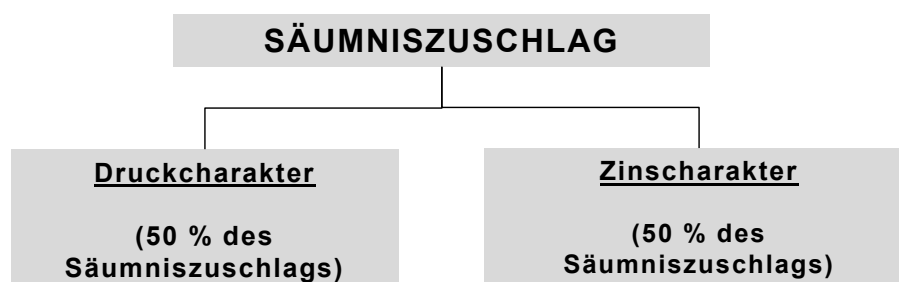 SÄUMNISZUSCHLAG
Druckcharakter
(50 % des
Säumniszuschlags)
Zinscharakter
(50 % des
Säumniszuschlags)